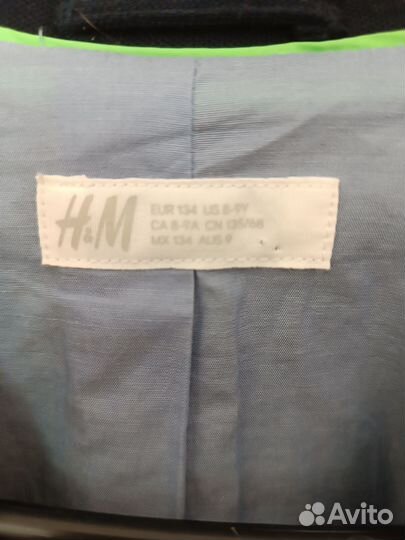 H&M
EUR 134 US 8-9Y
CA 8-9A CN 135/68
MX 134 AUS 9
Avito